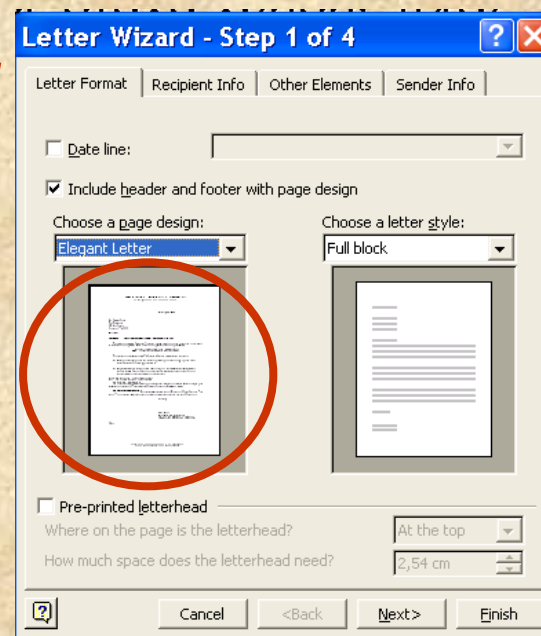 Letter Wizard - Step 1 of 4
Letter Format Recipient Info Other Elements Sender Info
Date line:
Include header and footer with page design
Choose a page design: Choose a letter style:
Elegant Letter Full block
Pre-printed letterhead
Where on the page is the letterhead? At the top
How much space does the letterhead need? 2,54 cm
Cancel <Back Next> Finish